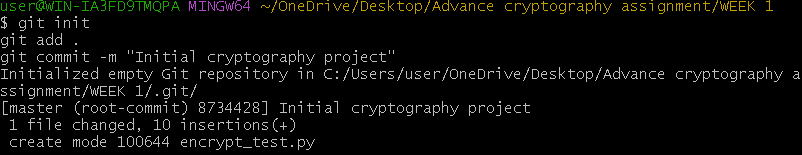 user@WIN-IA3FD9TMQPA MINGW64 ~/OneDrive/Desktop/Advance cryptography assignment/WEEK 1
$ git init
git add .
git commit -m "Initial cryptography project"
Initialized empty Git repository in C:/Users/user/OneDrive/Desktop/Advance cryptography a
ssignment/WEEK 1/.git/
[master (root-commit) 8734428] Initial cryptography project
 1 file changed, 10 insertions(+)
 create mode 100644 encrypt_test.py